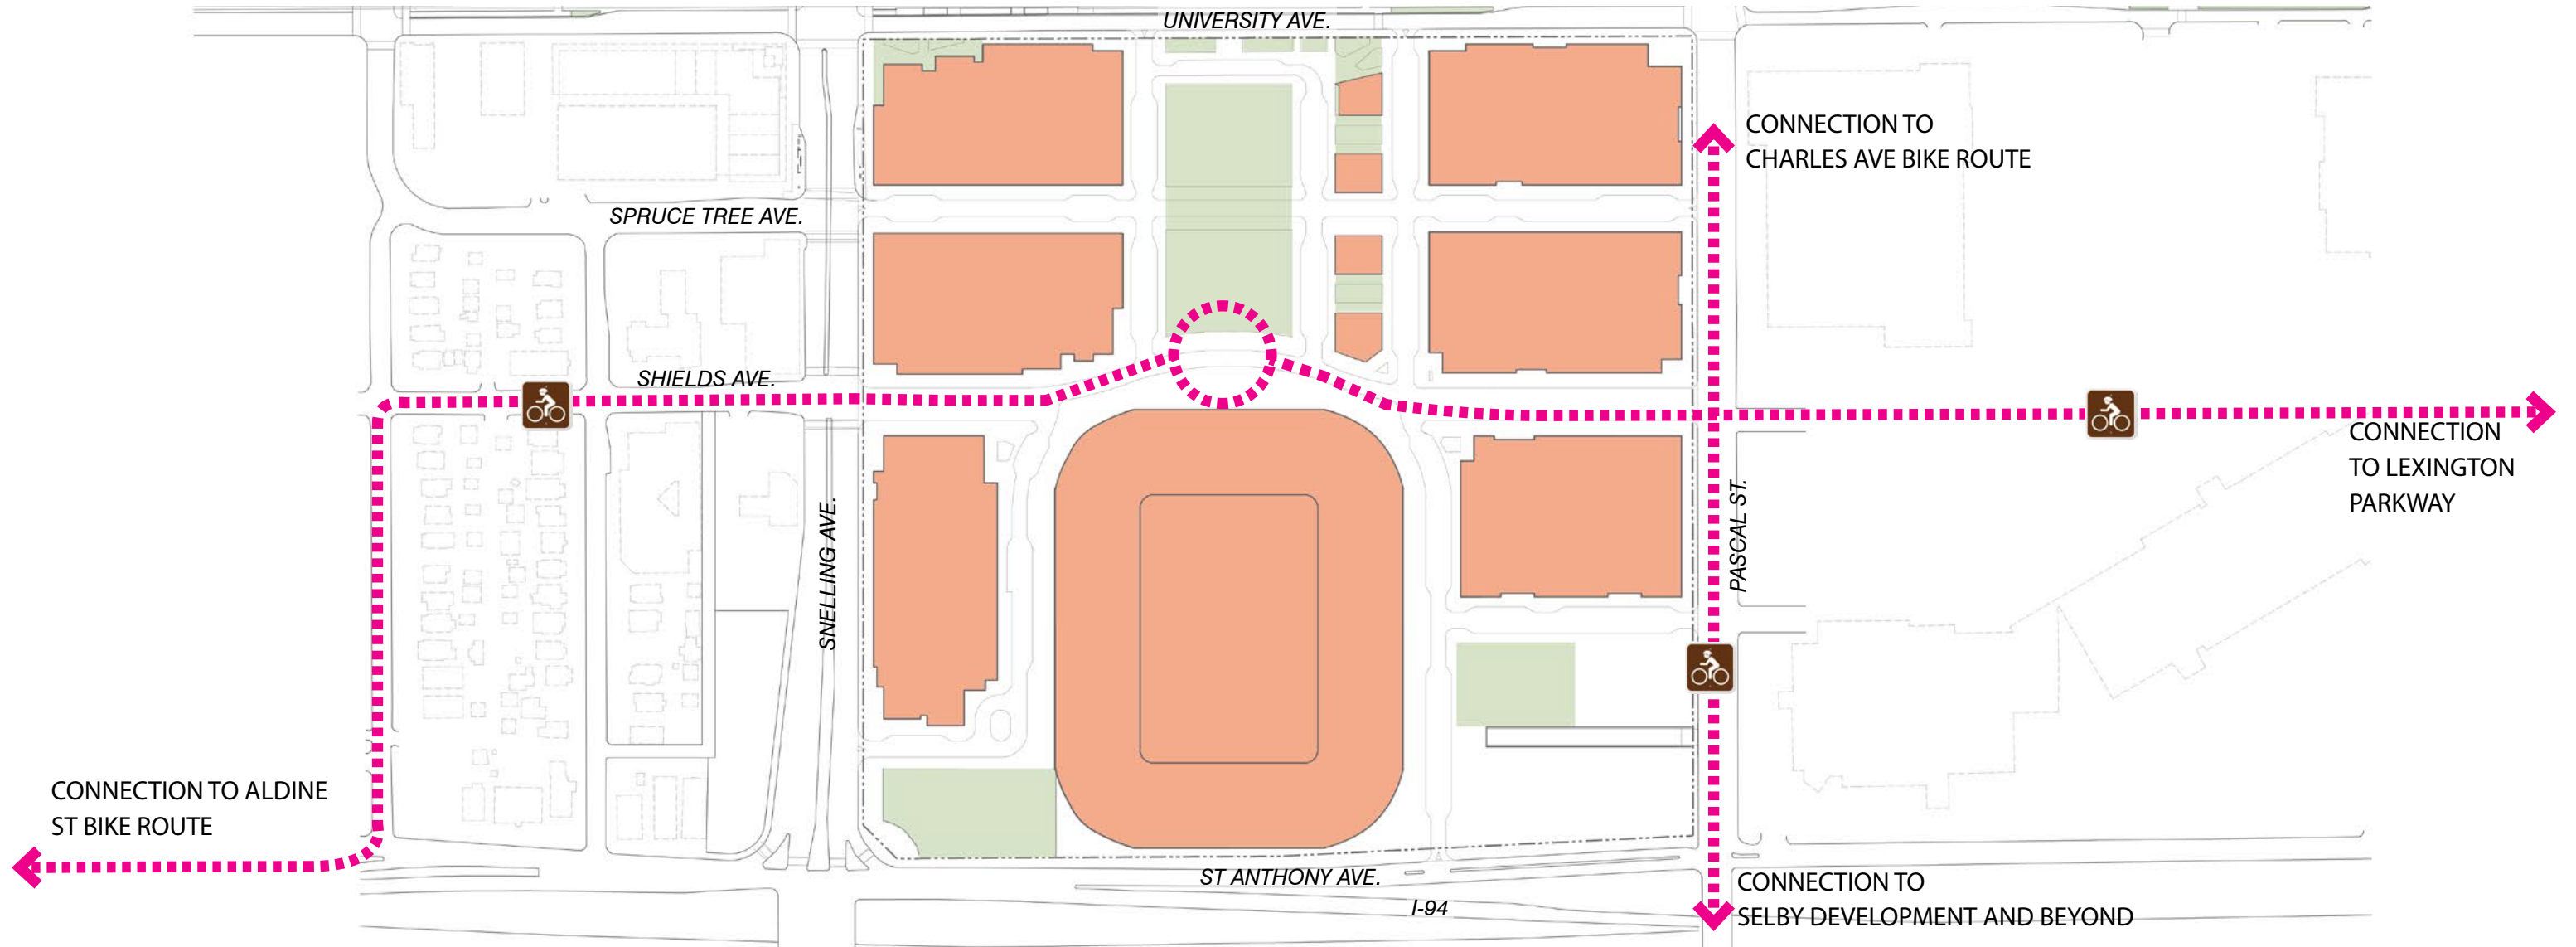 UNIVERSITY AVE.
CONNECTION TO
CHARLES AVE BIKE ROUTE
SPRUCE TREE AVE.
SHIELDS AVE.
CONNECTION
TO LEXINGTON
PARKWAY
SNELLING AVE.
PASCAL ST.
CONNECTION TO ALDINE
ST BIKE ROUTE
ST ANTHONY AVE.
I-94
CONNECTION TO
SELBY DEVELOPMENT AND BEYOND